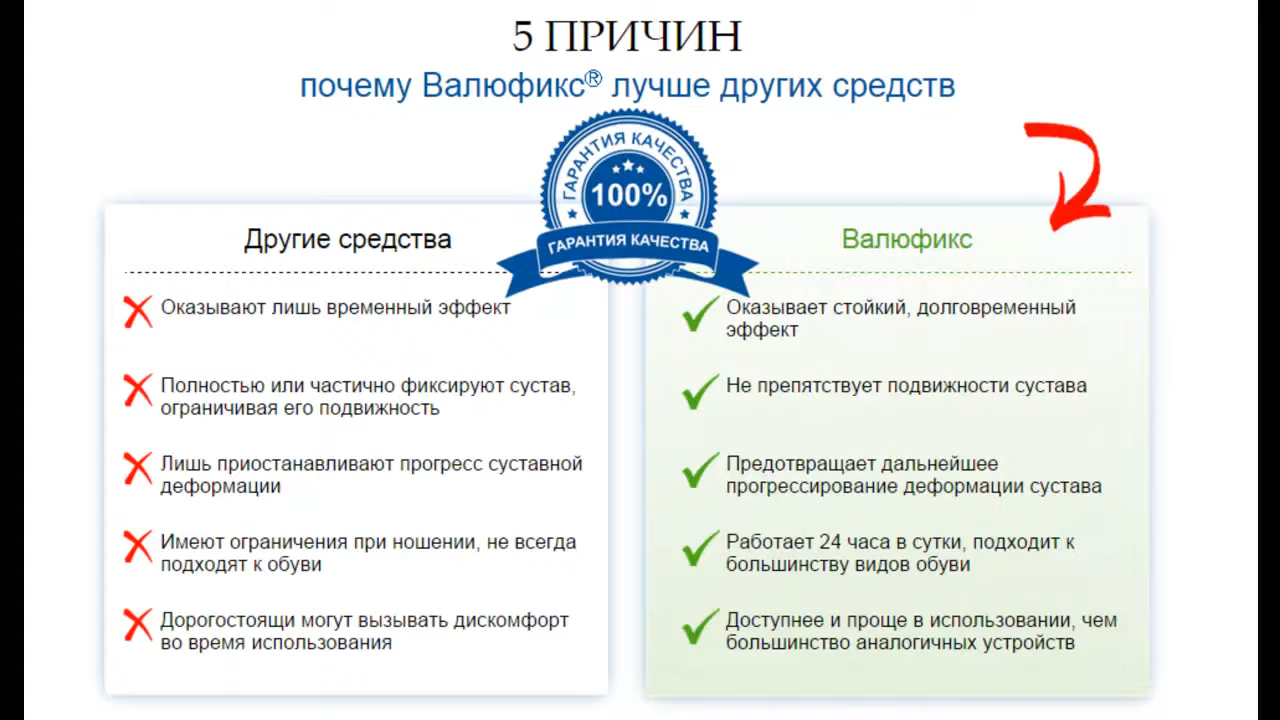 5 ПРИЧИН
почему Валюфикс® лучше других средств
ГАРАНТИЯ КАЧЕСТВА
100%
ГАРАНТИЯ КАЧЕСТВА
Другие средства
Оказывают лишь временный эффект
Полностью или частично фиксируют сустав,
ограничивая его подвижность
Лишь приостанавливают прогресс суставной
деформации
Имеют ограничения при ношении, не всегда
подходят к обуви
Дорогостоящи могут вызывать дискомфорт
во время использования
Валюфикс
Оказывает стойкий, долговременный
эффект
Не препятствует подвижности сустава
Предотвращает дальнейшее
прогрессирование деформации сустава
Работает 24 часа в сутки, подходит к
большинству видов обуви
Доступнее и проще в использовании, чем
большинство аналогичных устройств